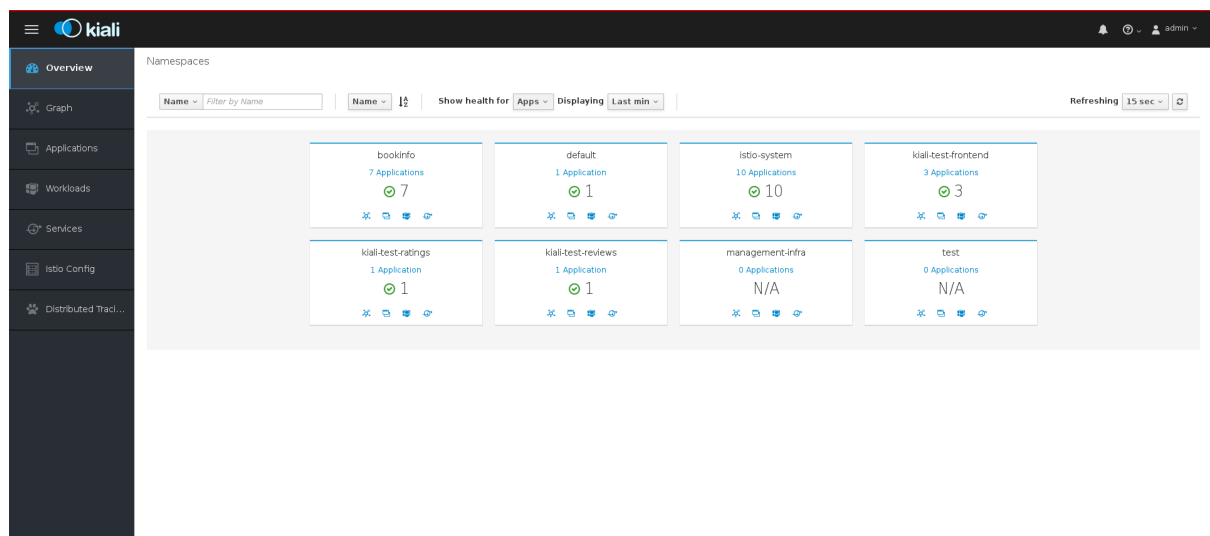 kiali
admin
Overview
Graph
Applications
Workloads
Services
Istio Config
Distributed Traci...
Namespaces
Name Filter by Name Name Show health for Apps Displaying Last min Refreshing 15 sec
bookinfo
7 Applications
7
default
1 Application
1
istio-system
10 Applications
10
kiali-test-frontend
3 Applications
3
kiali-test-ratings
1 Application
1
kiali-test-reviews
1 Application
1
management-infra
0 Applications
N/A
test
0 Applications
N/A